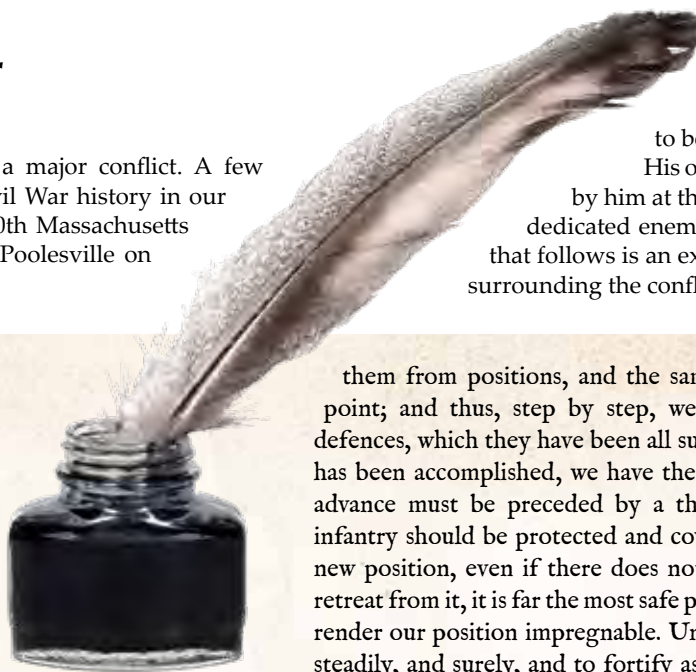 a major conflict. A few
vil War history in our
0th Massachusetts
Poolesville on
to b
His o
by him at th
dedicated enem
that follows is an ex
surrounding the confl
them from positions, and the sa
point; and thus, step by step, we
defences, which they have been all su
has been accomplished, we have the
advance must be preceded by a th
infantry should be protected and co
new position, even if there does no
retreat from it, it is far the most safe p
render our position impregnable. Un
steadily, and surely, and to fortify as